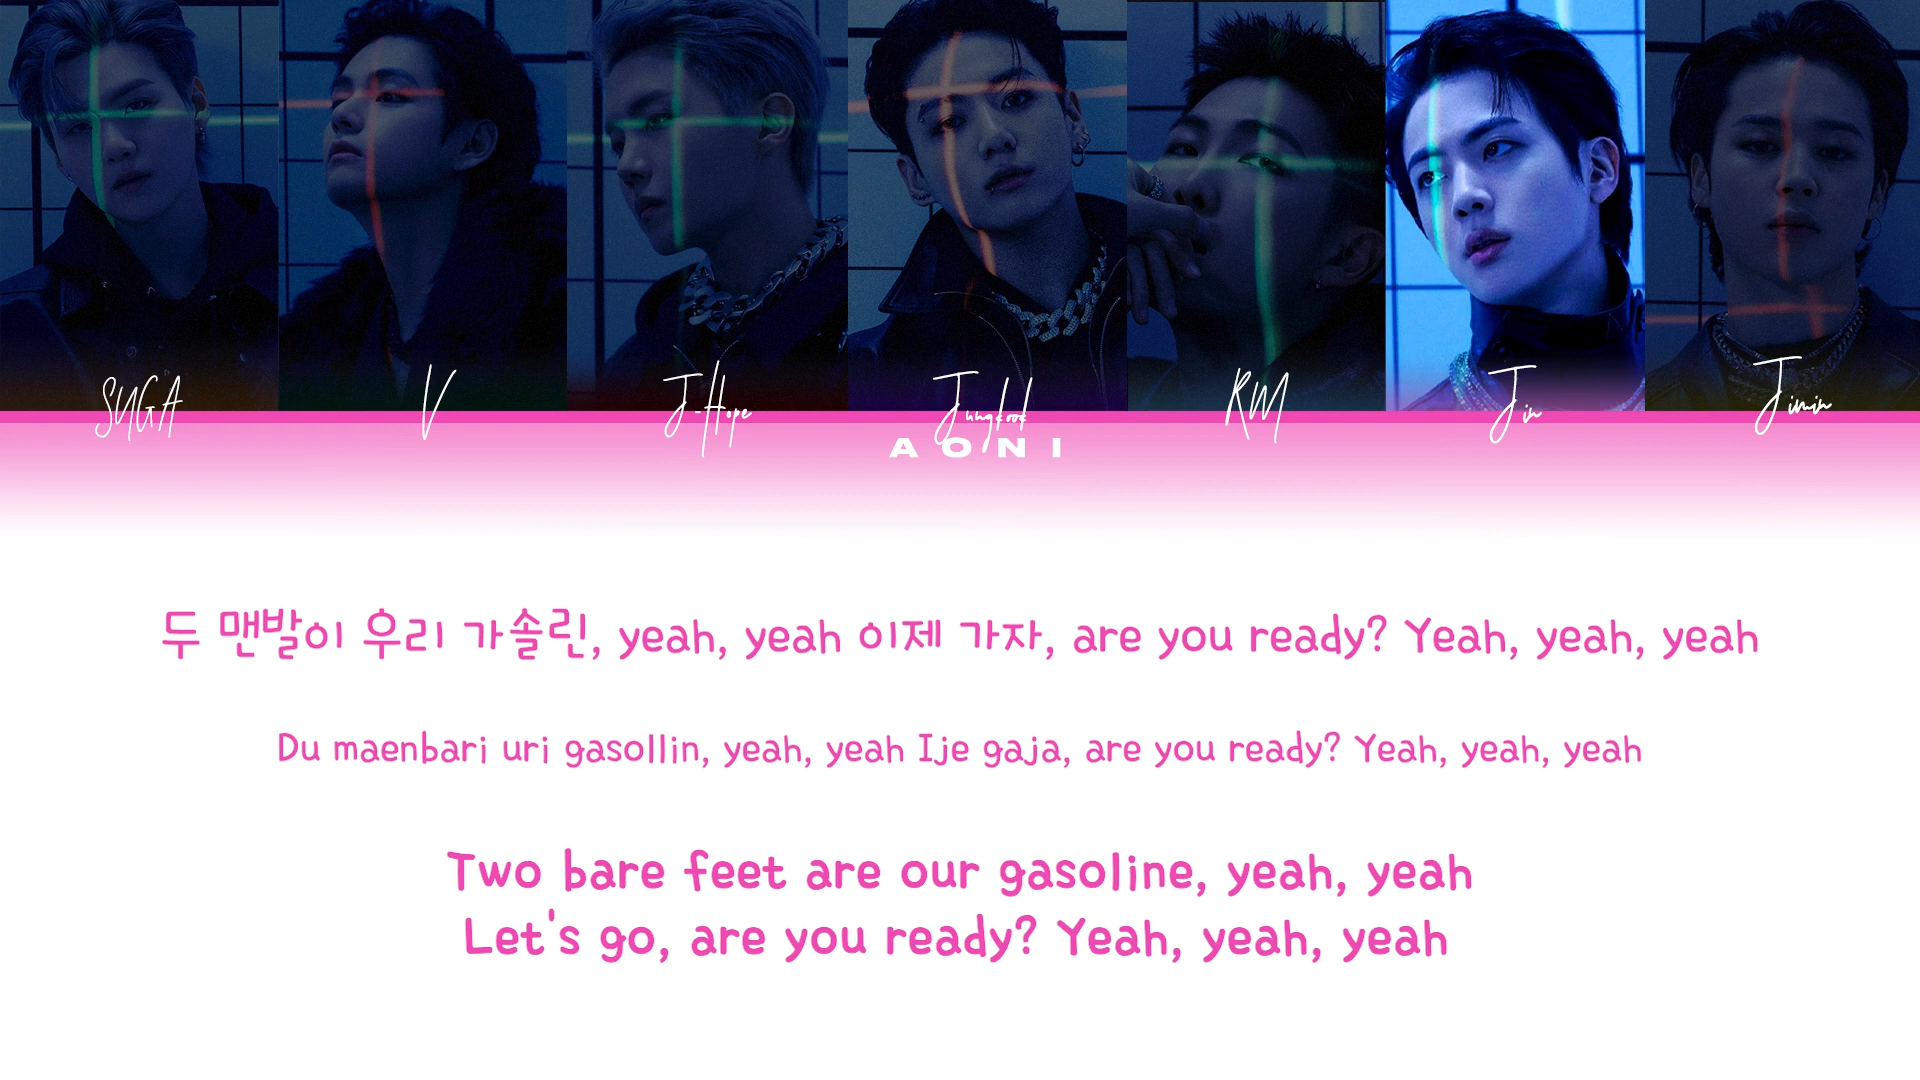 SUGA V J-Hope Jungkook RM Jin Jimin
AONI
두 맨발이 우리 가솔린, yeah, yeah 이제 가자, are you ready? Yeah, yeah, yeah
Du maenbari uri gasollin, yeah, yeah Ije gaja, are you ready? Yeah, yeah, yeah
Two bare feet are our gasoline, yeah, yeah
Let's go, are you ready? Yeah, yeah, yeah